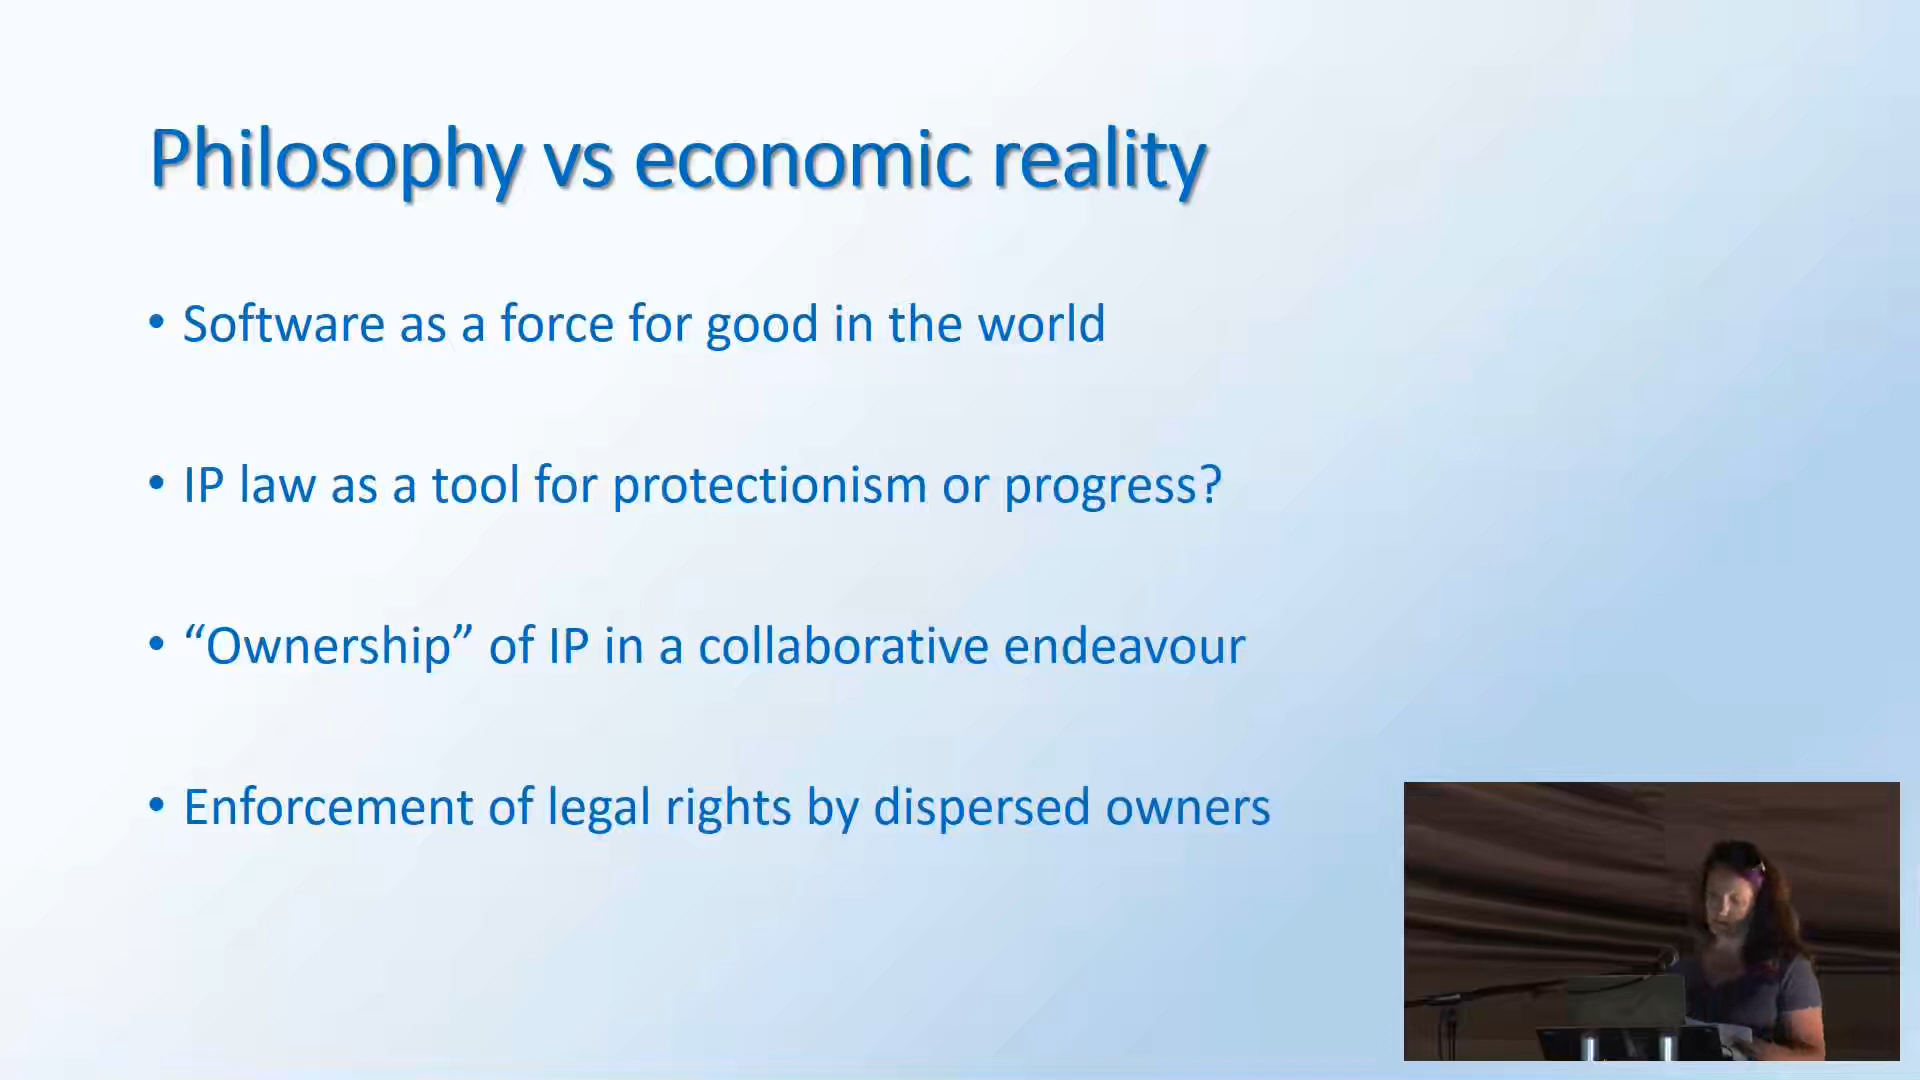 Philosophy vs economic reality
• Software as a force for good in the world
• IP law as a tool for protectionism or progress?
• “Ownership” of IP in a collaborative endeavour
• Enforcement of legal rights by dispersed owners